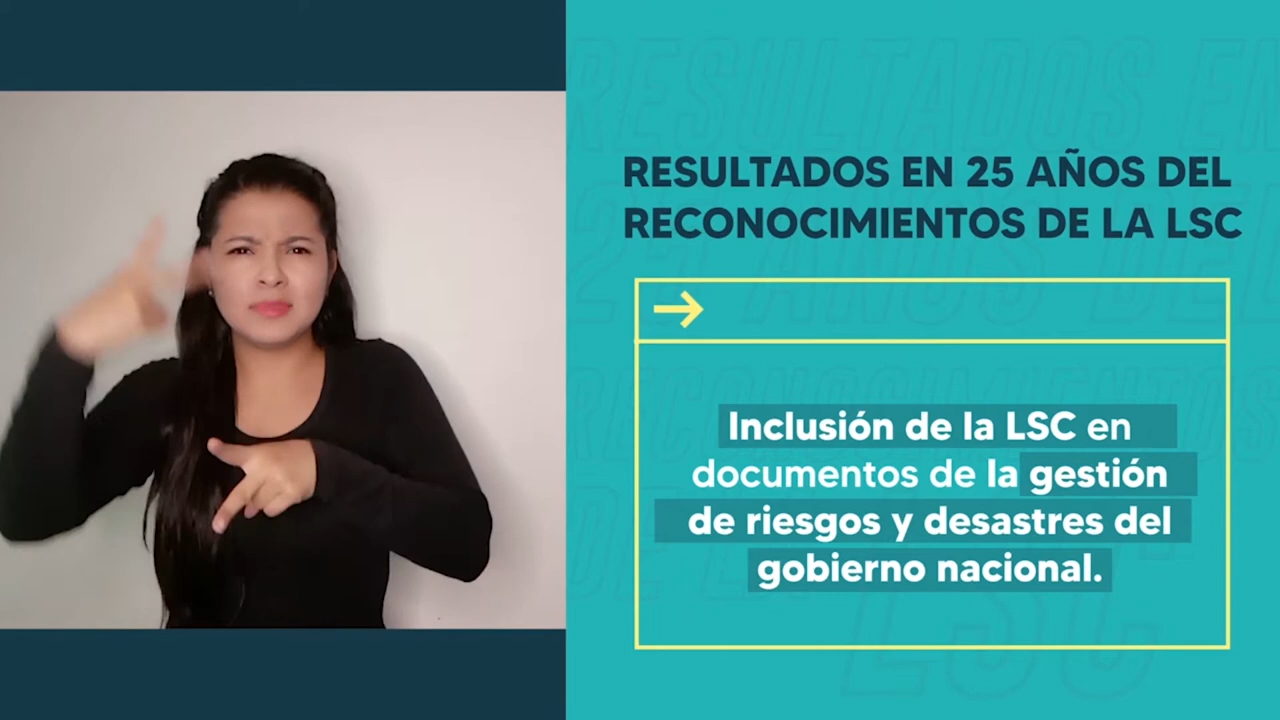 RESULTADOS EN 25 AÑOS DEL
RECONOCIMIENTOS DE LA LSC
Inclusión de la LSC en
documentos de la gestión
de riesgos y desastres del
gobierno nacional.